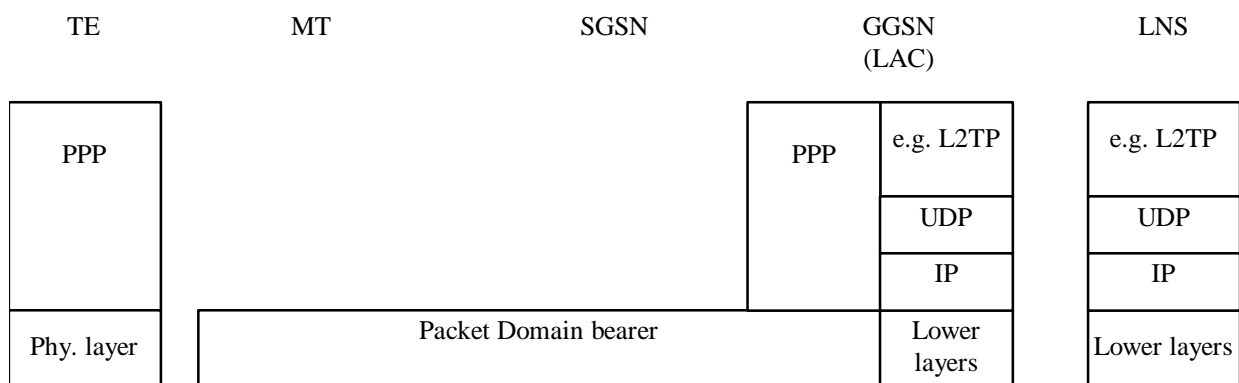 TE MT SGSN GGSN LNS
(LAC)
PPP PPP e.g. L2TP e.g. L2TP
UDP UDP
IP IP
Phy. layer Packet Domain bearer Lower Lower layers
layers